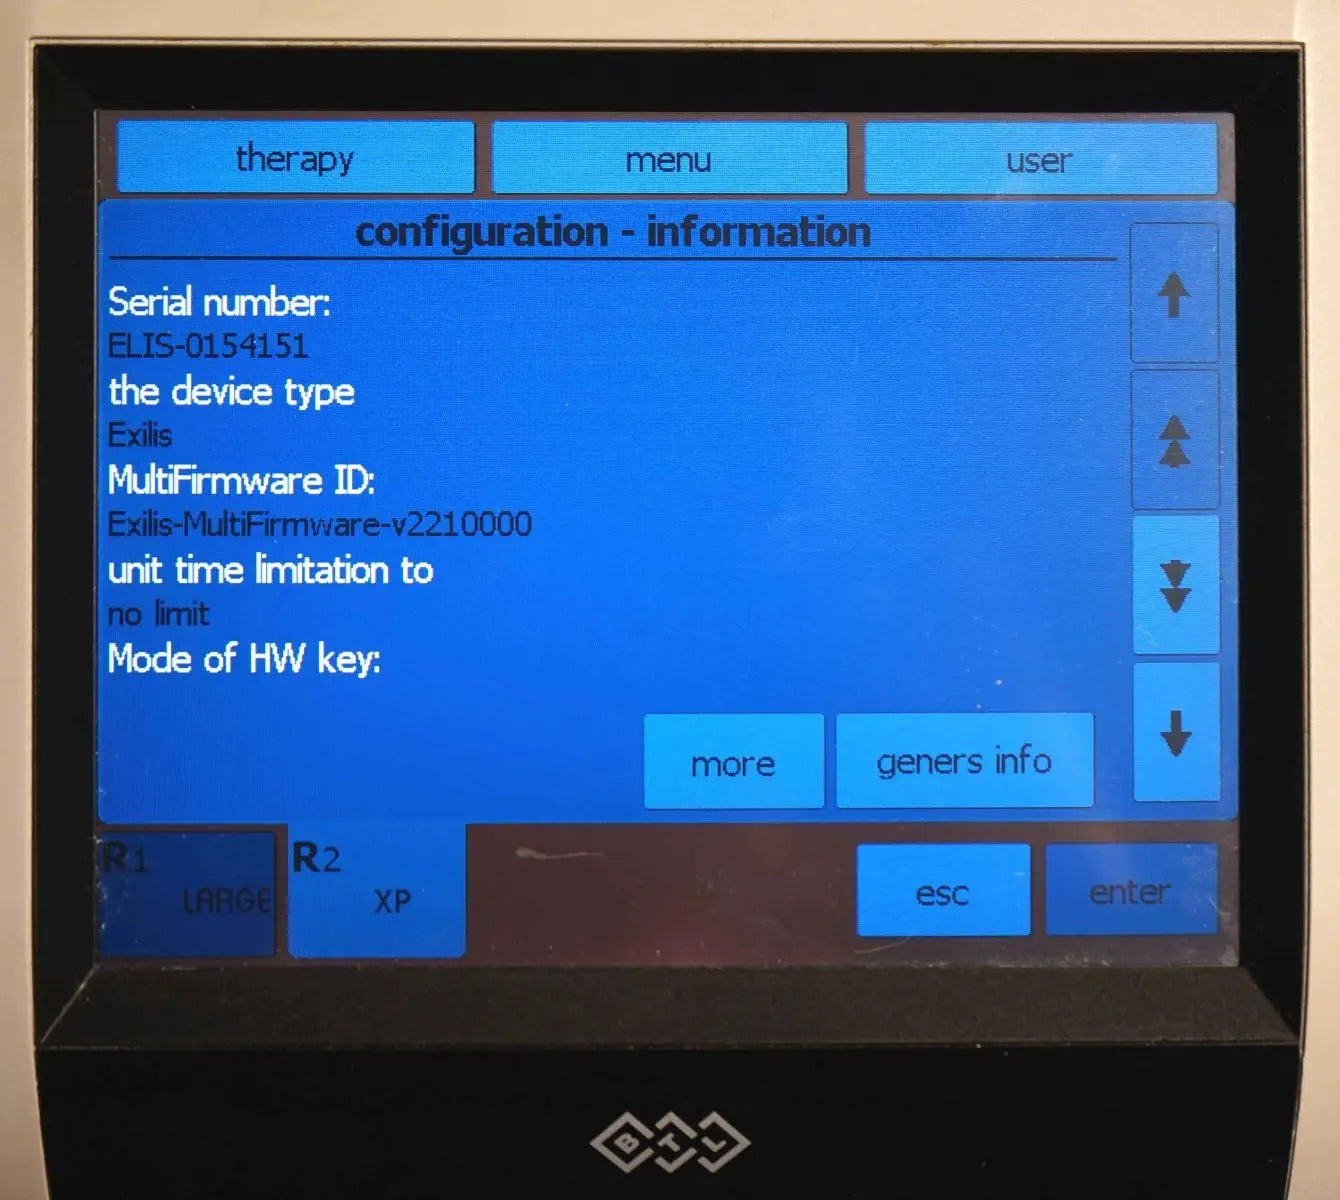 therapy menu user
configuration - information
Serial number:
ELIS-0154151
the device type
Exilis
MultiFirmware ID:
Exilis-MultiFirmware-v2210000
unit time limitation to
no limit
Mode of HW key:
more geners info
R1 R2
LARGE XP
esc enter
BTL